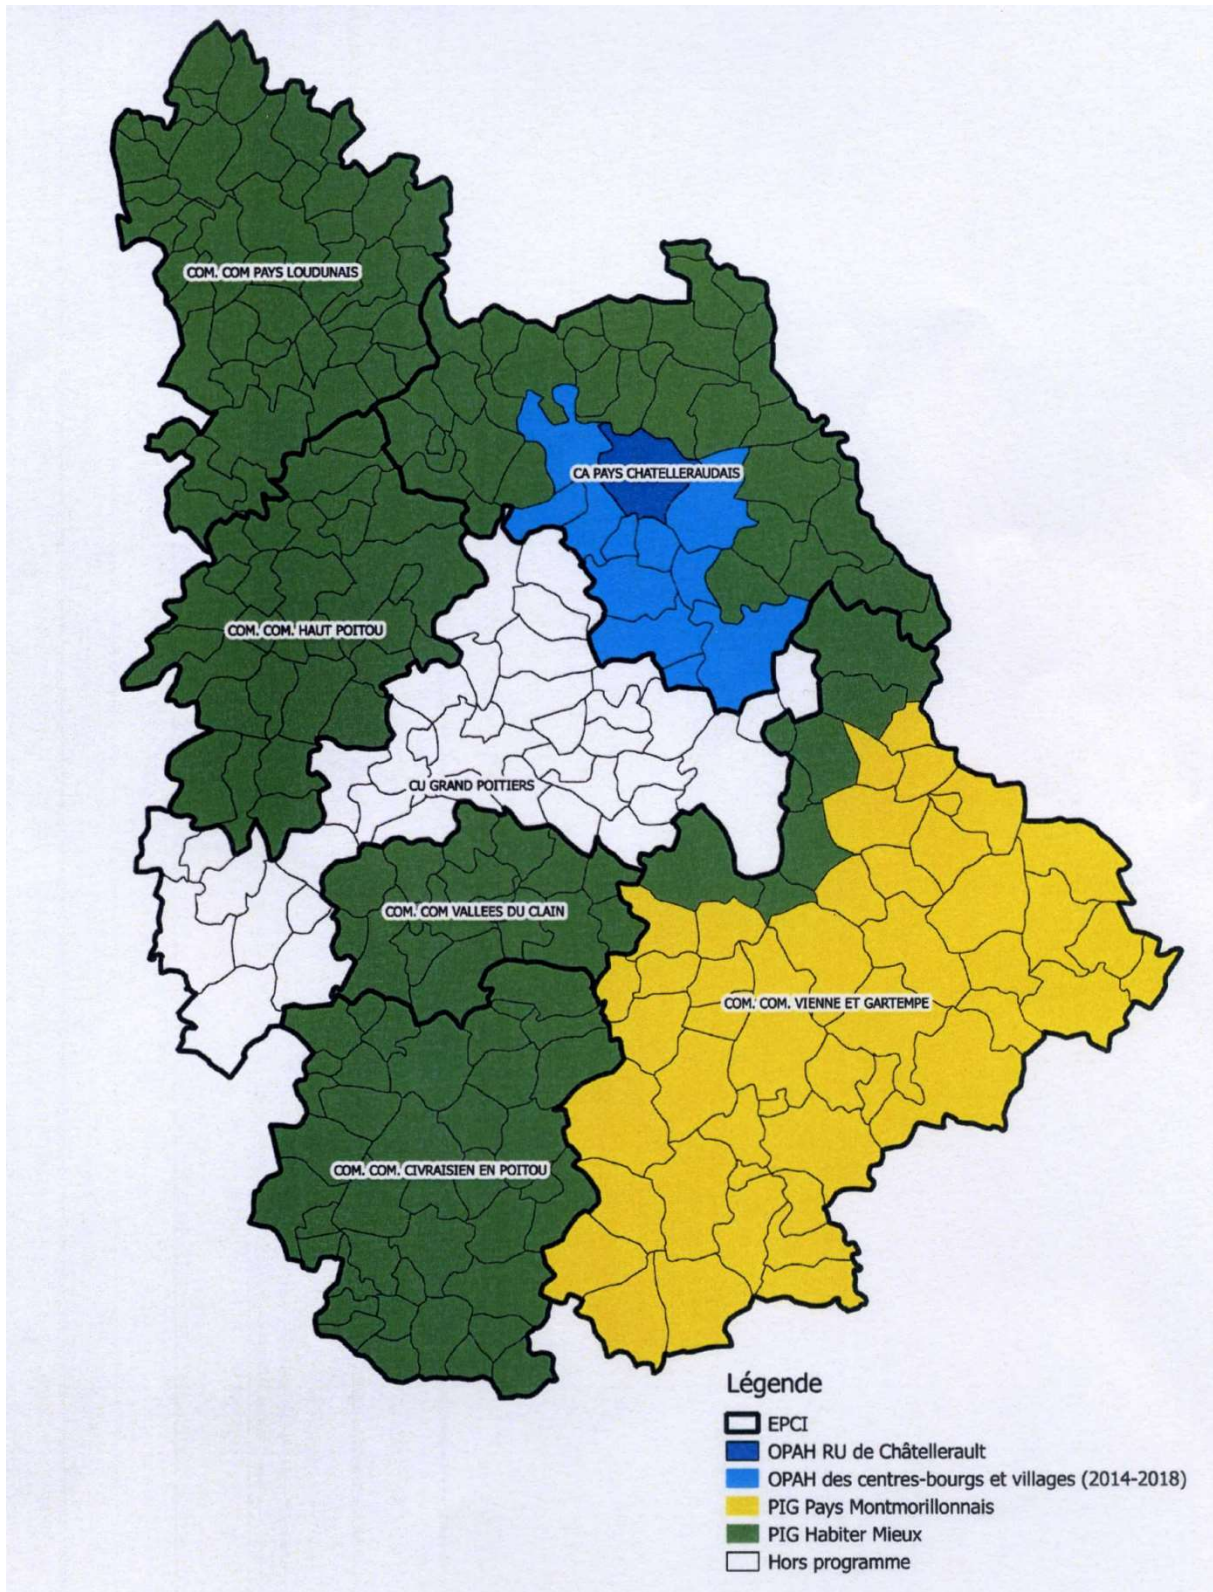 COM. COM PAYS LOUDUNAIS
CA PAYS CHATELLERAUDAIS
COM. COM. HAUT POITOU
CU GRAND POITIERS
COM. COM VALLEES DU CLAIN
COM. COM. VIENNE ET GARTEMPE
COM. COM. CIVRAISIEN EN POITOU
Légende
EPCI
OPAH RU de Châtellerault
OPAH des centres-bourgs et villages (2014-2018)
PIG Pays Montmorillonnais
PIG Habiter Mieux
Hors programme